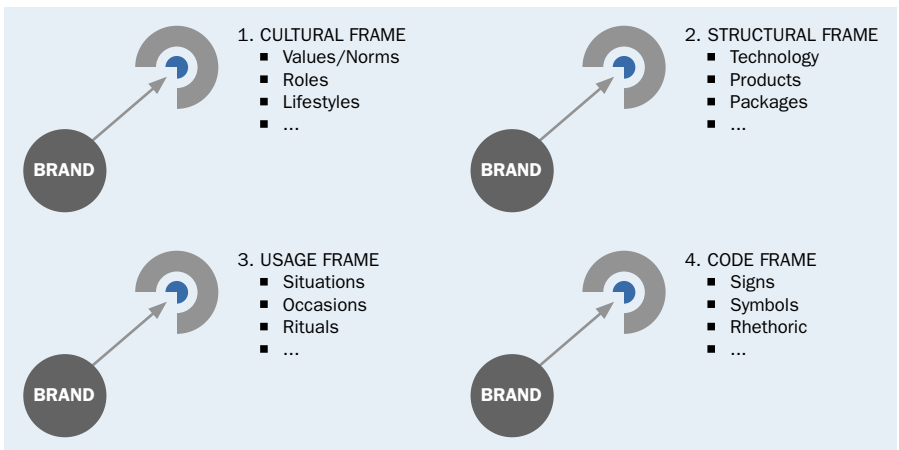 1. CULTURAL FRAME
■ Values/Norms
■ Roles
■ Lifestyles
■ ...
BRAND
2. STRUCTURAL FRAME
■ Technology
■ Products
■ Packages
■ ...
BRAND
3. USAGE FRAME
■ Situations
■ Occasions
■ Rituals
■ ...
BRAND
4. CODE FRAME
■ Signs
■ Symbols
■ Rhethoric
■ ...
BRAND